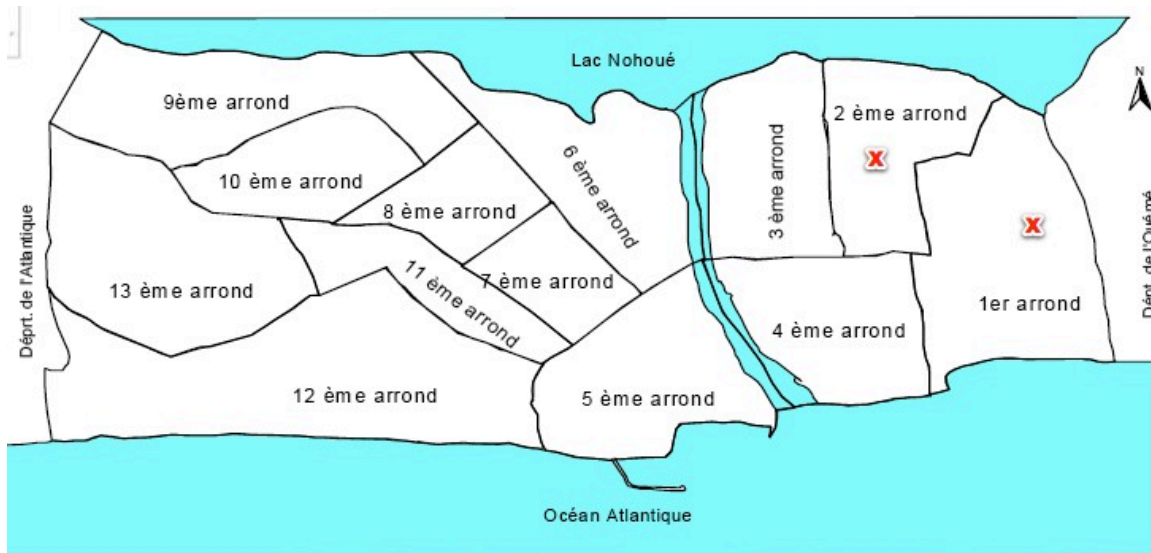 Lac Nohoué
N
9ème arrond
2 ème arrond
X
6 ème arrond
3 ème arrond
10 ème arrond
8 ème arrond
X
Déprt. de l'Atlantique
Dépt. de l'Ouémé
13 ème arrond
11 ème arrond
7 ème arrond
1er arrond
4 ème arrond
12 ème arrond
5 ème arrond
Océan Atlantique